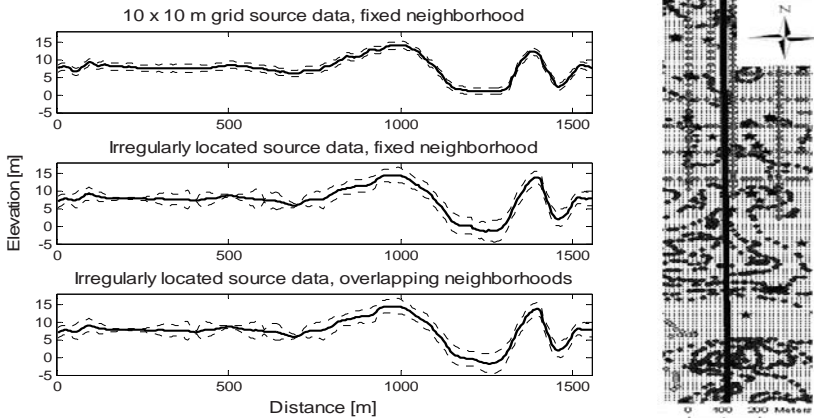 10 x 10 m grid source data, fixed neighborhood
15
10
5
0
-5
0 500 1000 1500
Irregularly located source data, fixed neighborhood
15
10
5
0
-5
0 500 1000 1500
Irregularly located source data, overlapping neighborhoods
15
10
5
0
-5
0 500 1000 1500
Elevation [m]
Distance [m]
N
0 100 200 Meters